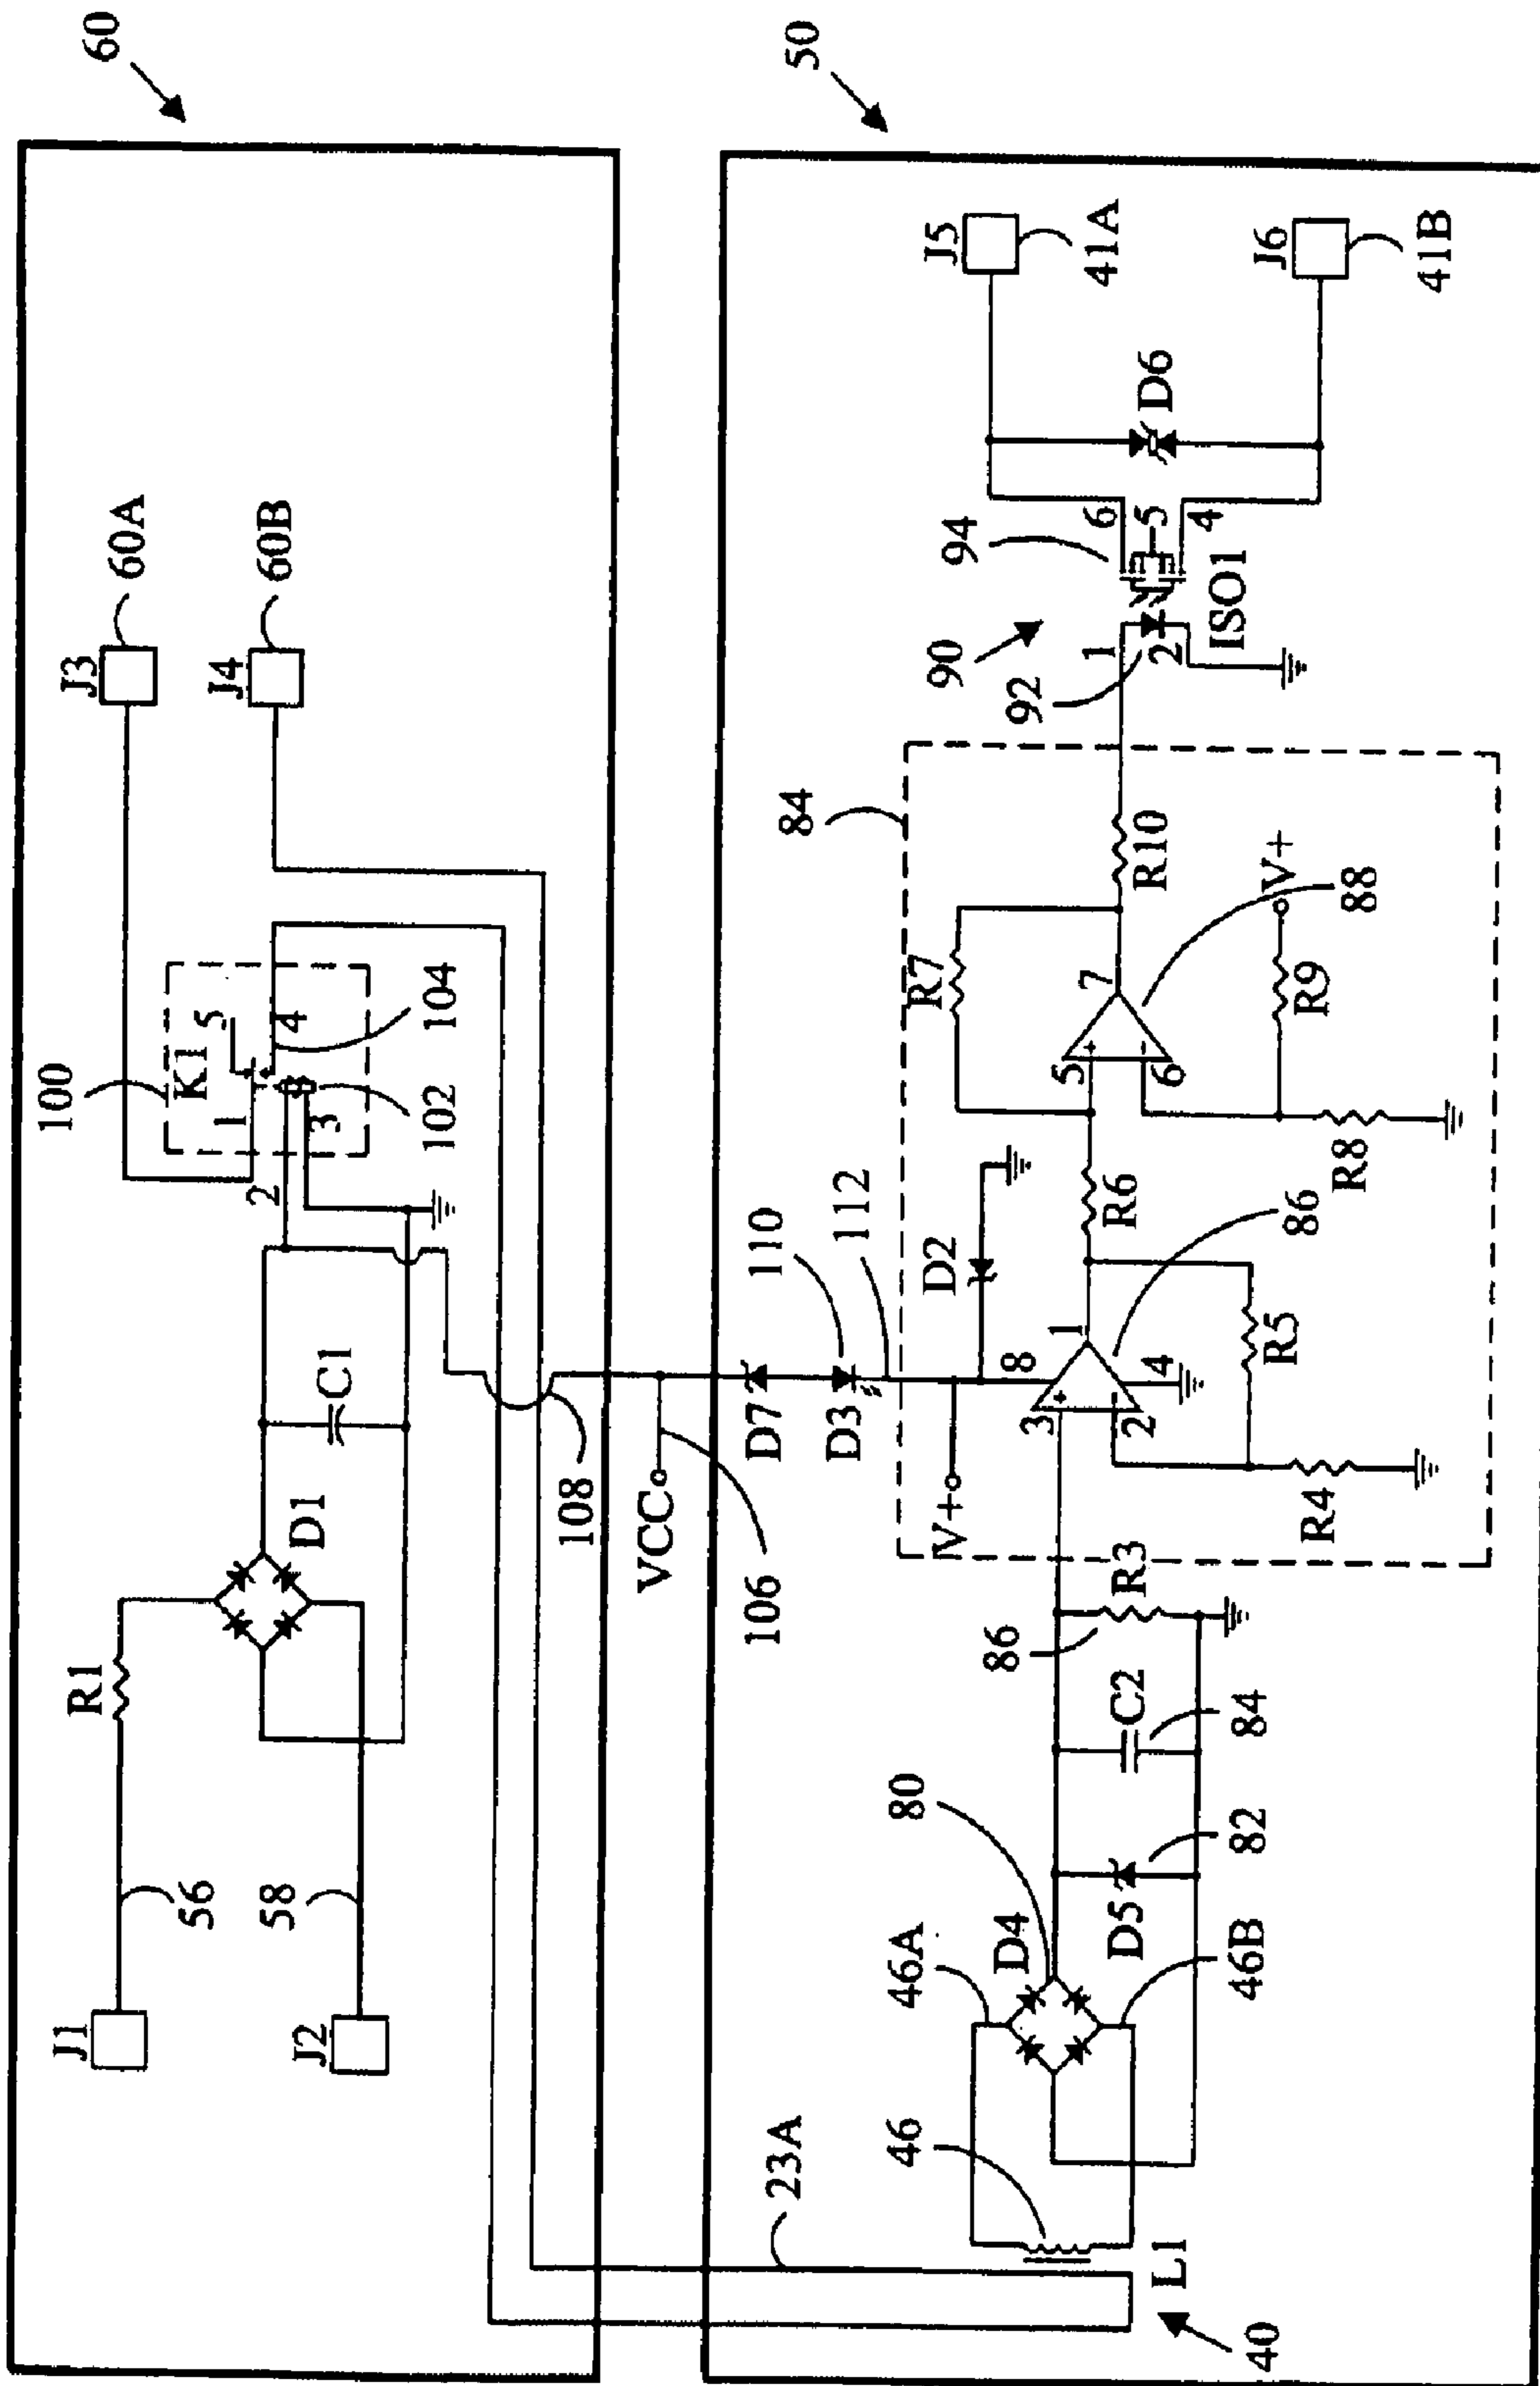 60
J1
R1
56
J2
58
D1
C1
100
K1
1
5
4
2
3
102
104
J3
60A
J4
60B
108
VCC
106
50
23A
46
46A
D4
80
46B
L1
40
D5
82
C2
84
86
R3
D7
D3
110
112
V+
D2
84
3
+
8
1
2
-
4
86
R4
R5
R6
R7
5
+
7
6
-
88
R8
R9
V+
R10
90
92
1
2
94
6
5
4
ISO1
D6
J5
41A
J6
41B